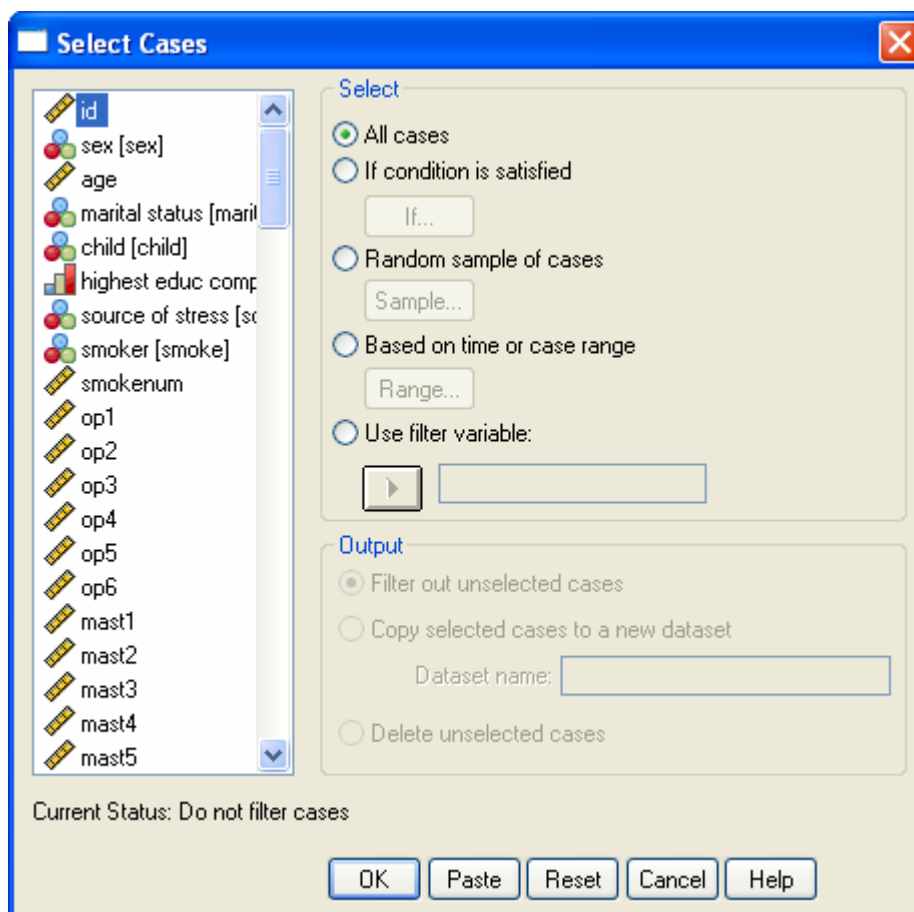 Select Cases
id
sex [sex]
age
marital status [marit
child [child]
highest educ comp
source of stress [so
smoker [smoke]
smokenum
op1
op2
op3
op4
op5
op6
mast1
mast2
mast3
mast4
mast5
Select
All cases
If condition is satisfied
If...
Random sample of cases
Sample...
Based on time or case range
Range...
Use filter variable:
Output
Filter out unselected cases
Copy selected cases to a new dataset
Dataset name:
Delete unselected cases
Current Status: Do not filter cases
OK Paste Reset Cancel Help